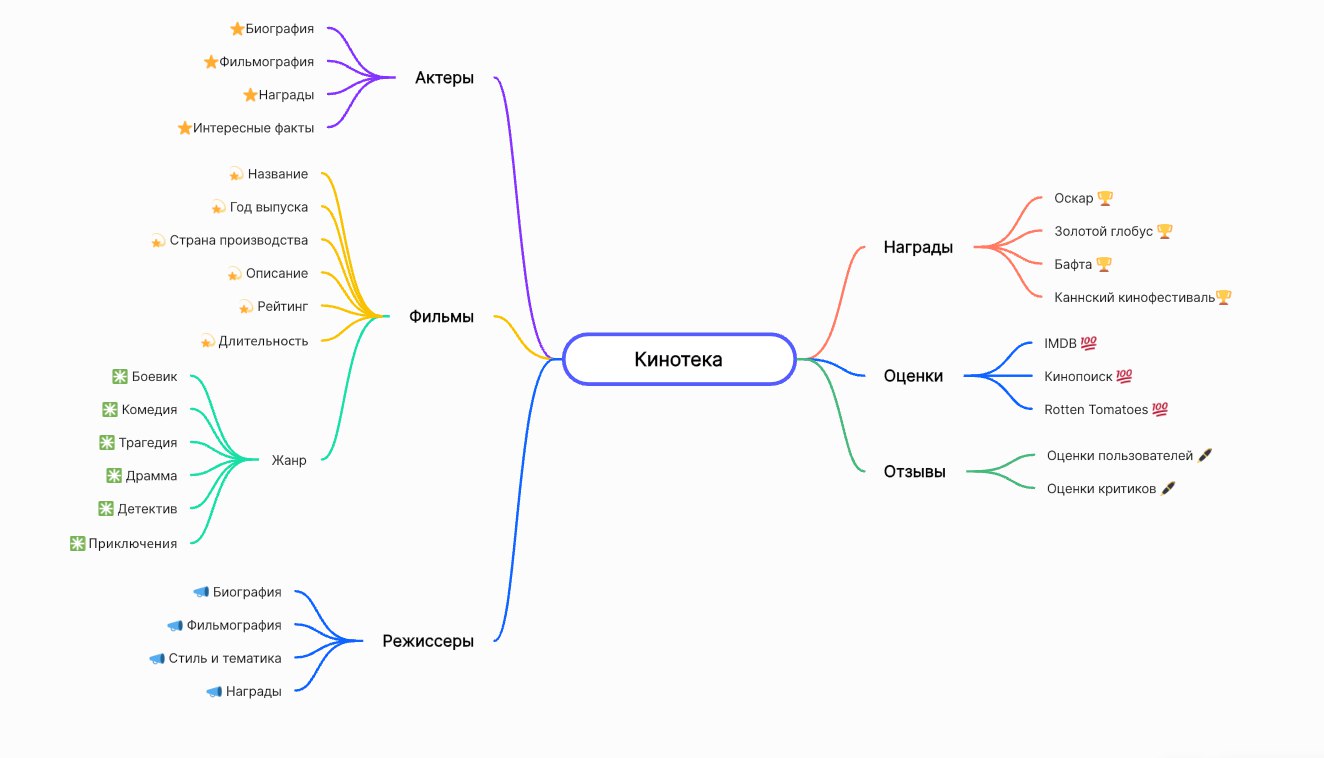 Биография
Фильмография
Награды
Интересные факты
Актеры
Название
Год выпуска
Страна производства
Описание
Рейтинг
Длительность
Фильмы
Боевик
Комедия
Трагедия
Драмма
Детектив
Приключения
Жанр
Биография
Фильмография
Стиль и тематика
Награды
Режиссеры
Кинотека
Награды
Оскар
Золотой глобус
Бафта
Каннский кинофестиваль
Оценки
IMDB 💯
Кинопоиск 💯
Rotten Tomatoes 💯
Отзывы
Оценки пользователей
Оценки критиков